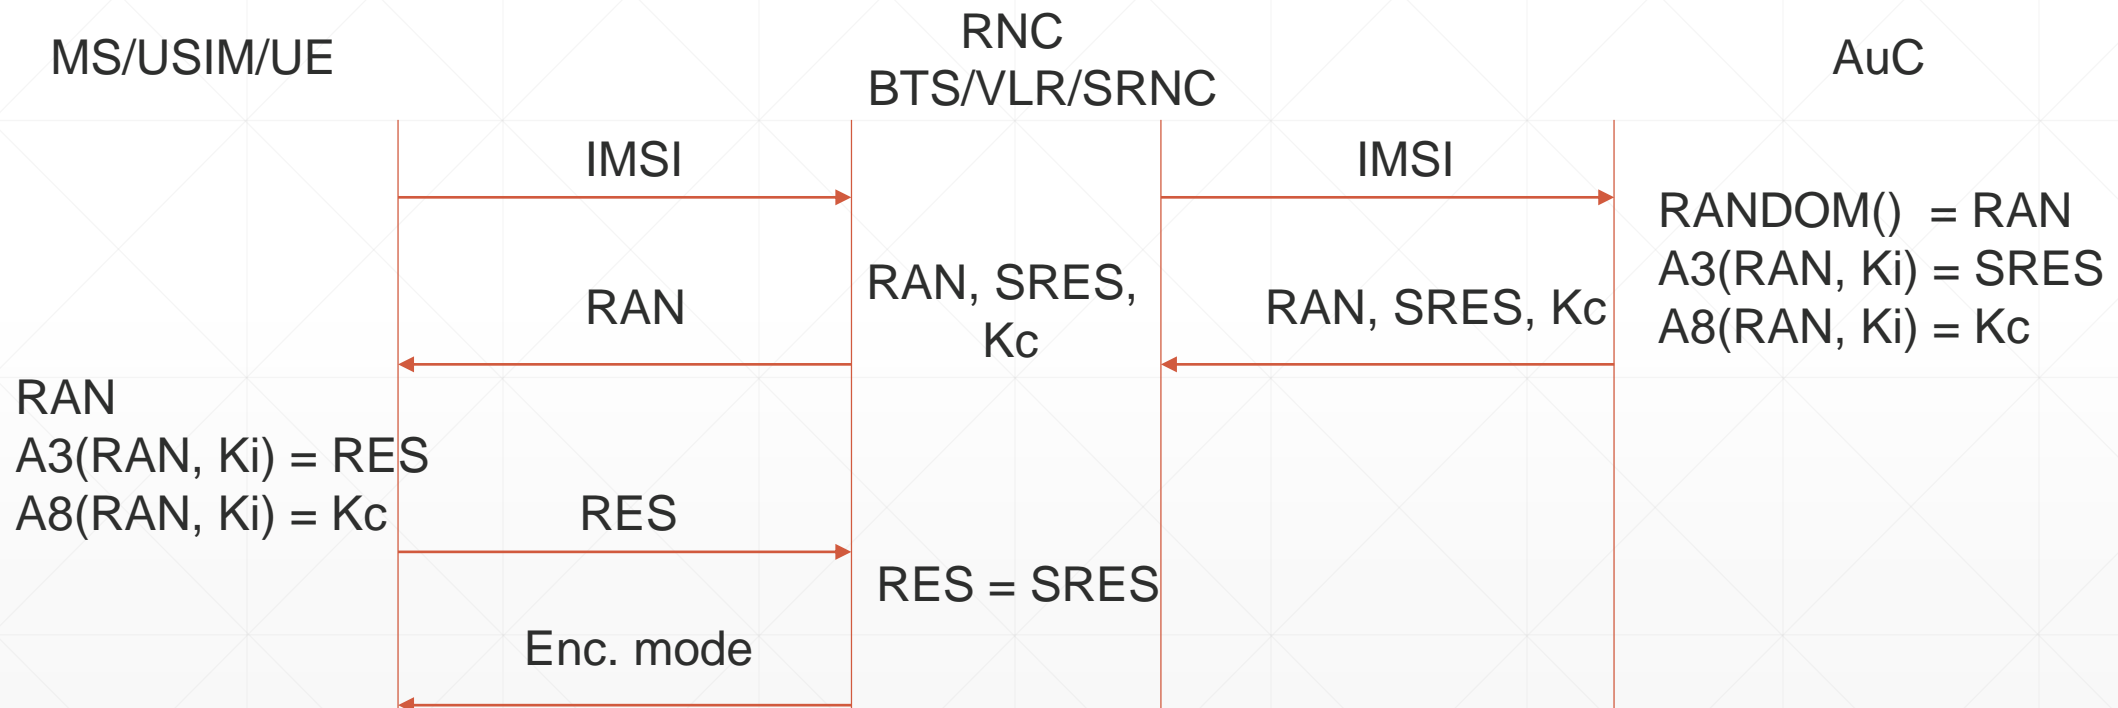 MS/USIM/UE
RNC
BTS/VLR/SRNC
AuC
IMSI
IMSI
RANDOM()  = RAN
A3(RAN, Ki) = SRES
A8(RAN, Ki) = Kc
RAN
RAN, SRES,
Kc
RAN, SRES, Kc
RAN
A3(RAN, Ki) = RES
A8(RAN, Ki) = Kc
RES
RES = SRES
Enc. mode